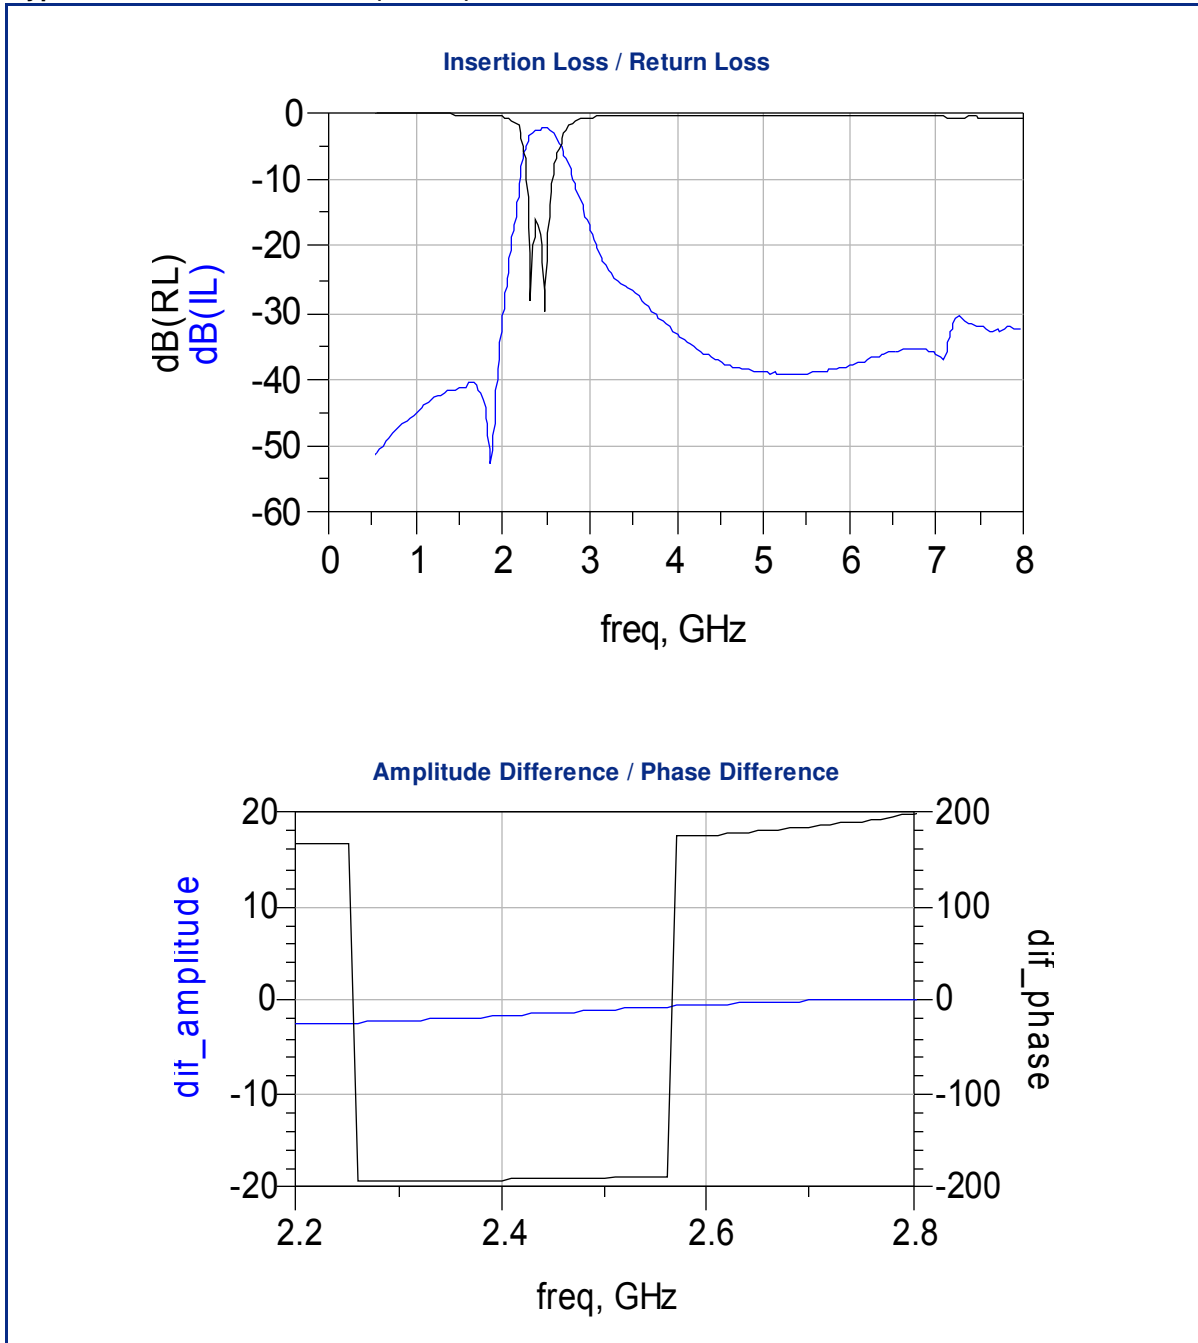 Insertion Loss / Return Loss
dB(RL)
dB(IL)
0
-10
-20
-30
-40
-50
-60
0 1 2 3 4 5 6 7 8
freq, GHz
Amplitude Difference / Phase Difference
dif_amplitude
20
10
0
-10
-20
200
100
0
-100
-200
dif_phase
2.2 2.4 2.6 2.8
freq, GHz